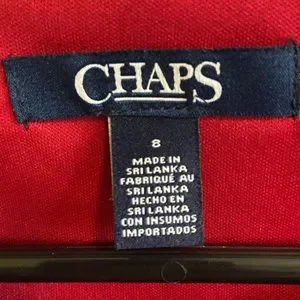 CHAPS
8
MADE IN
SRI LANKA
FABRIQUÉ AU
SRI LANKA
HECHO EN
SRI LANKA
CON INSUMOS
IMPORTADOS